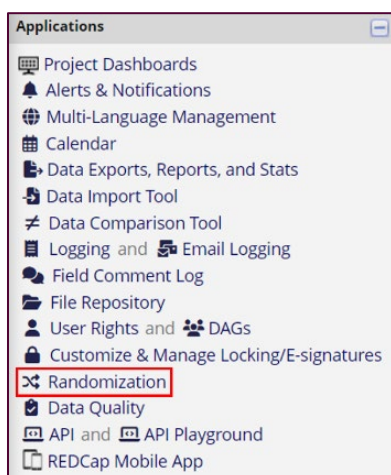 Applications
Project Dashboards
Alerts & Notifications
Multi-Language Management
Calendar
Data Exports, Reports, and Stats
Data Import Tool
Data Comparison Tool
Logging and Email Logging
Field Comment Log
File Repository
User Rights and DAGs
Customize & Manage Locking/E-signatures
Randomization
Data Quality
API and API Playground
REDCap Mobile App